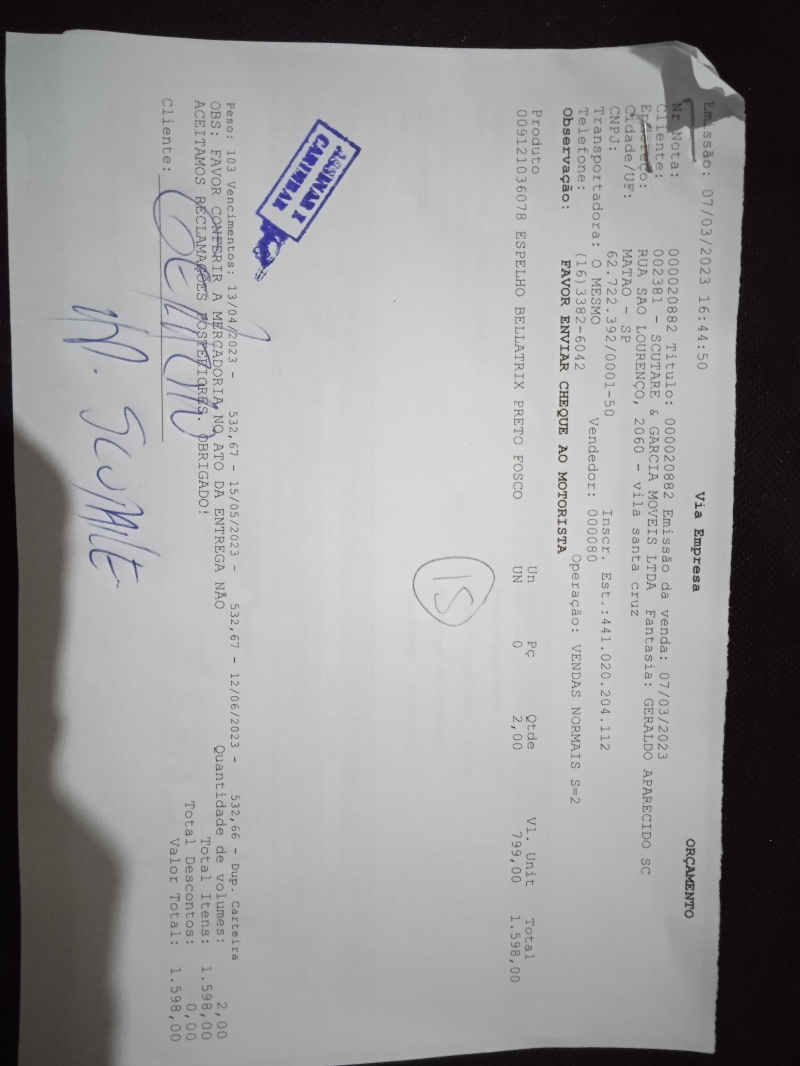 Via Empresa ORÇAMENTO
Emissão: 07/03/2023 16:44:50
Nr Nota: 000020882 Titulo: 000020882 Emissão da venda: 07/03/2023
Cliente: 002381 - SCUTARE & GARCIA MOVEIS LTDA Fantasia: GERALDO APARECIDO SC
Endereço: RUA SAO LOURENÇO, 2060 - vila santa cruz
Cidade/UF: MATAO - SP
CNPJ: 62.722.392/0001-50 Inscr. Est.:441.020.204.112
Transportadora: O MESMO Vendedor: 000080
Telefone: (16)3382-6042 Operação: VENDAS NORMAIS S=2
Observação: FAVOR ENVIAR CHEQUE AO MOTORISTA
Produto Un Pç Qtde Vl. Unit Total
009121036078 ESPELHO BELLATRIX PRETO FOSCO UN 0 2,00 799,00 1.598,00
15
ASSINAR E
CARIMBAR
Peso: 103 Vencimentos: 13/04/2023 - 532,67 - 15/05/2023 - 532,67 - 12/06/2023 - 532,66 - Dup. Carteira
OBS: FAVOR CONFERIR A MERCADORIA NO ATO DA ENTREGA NÃO
ACEITAMOS RECLAMAÇÕES POSTERIORES. OBRIGADO!
Quantidade de volumes: 2,00
Total Itens: 1.598,00
Total Descontos: 0,00
Valor Total: 1.598,00
Cliente: